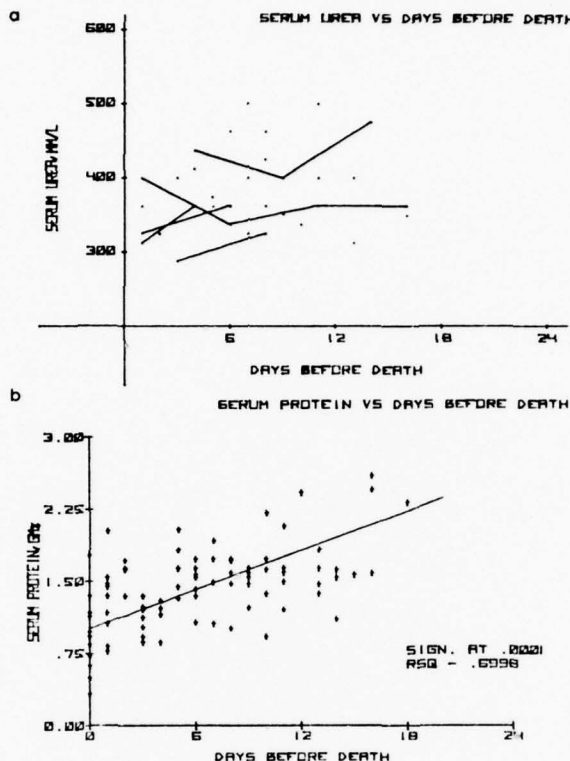 a
SERUM UREA VS DAYS BEFORE DEATH
600
500
400
300
SERUM UREA, MM/L
6
12
18
24
DAYS BEFORE DEATH
b
SERUM PROTEIN VS DAYS BEFORE DEATH
3.00
2.25
1.50
.75
0.00
SERUM PROTEIN,
SIGN. AT .0001
RSQ - .6998
0
6
12
18
24
DAYS BEFORE DEATH